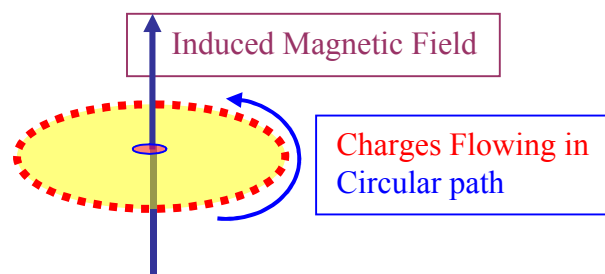 Induced Magnetic Field
Charges Flowing in
Circular path